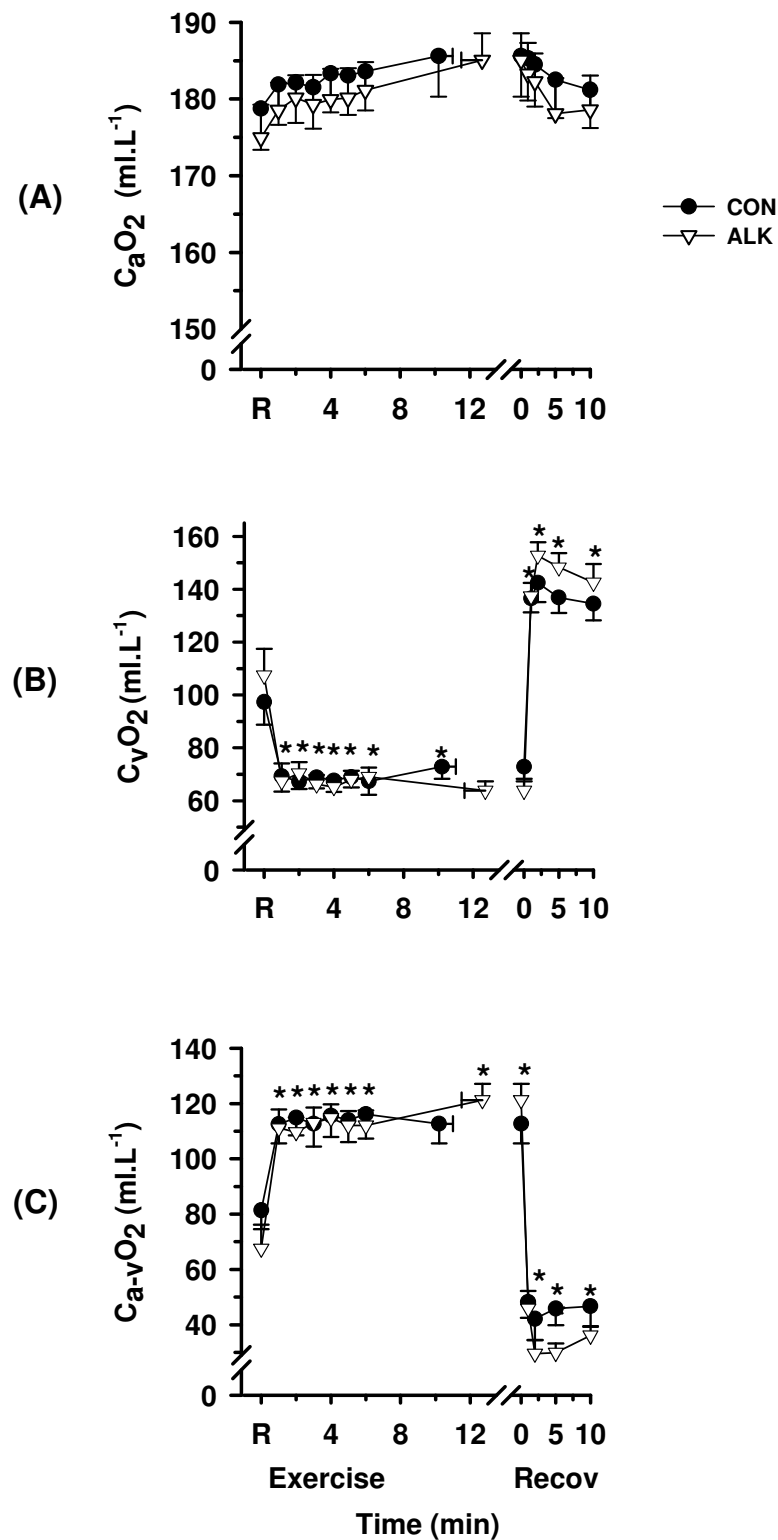 190
180
(A)
CaO2 (ml.L-1)
170
160
150
0
R 4 8 12 0 5 10
CON
ALK
160
140
120
(B)
CvO2 (ml.L-1)
100
80
60
0
* * * * * * * * * * *
R 4 8 12 0 5 10
140
120
100
(C)
Ca-vO2 (ml.L-1)
80
60
40
0
* * * * * * * * * * *
R 4 8 12 0 5 10
Exercise Recov
Time (min)